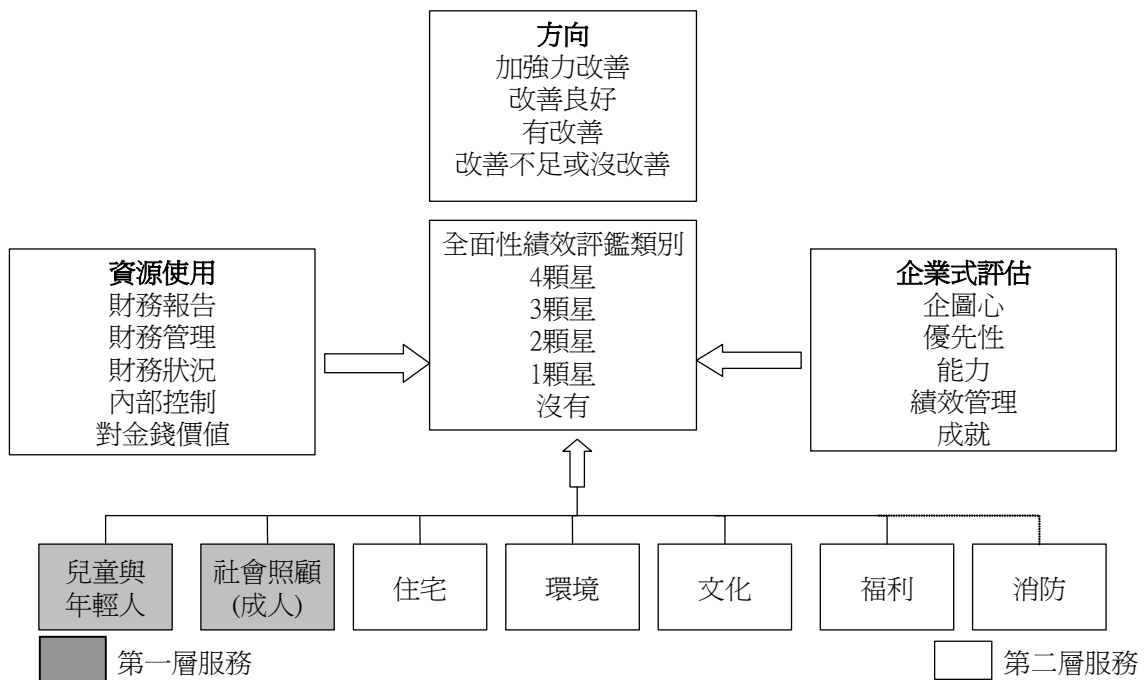 方向
加強力改善
改善良好
有改善
改善不足或沒改善
全面性績效評鑑類別
4顆星
3顆星
2顆星
1顆星
沒有
資源使用
財務報告
財務管理
財務狀況
內部控制
對金錢價值
企業式評估
企圖心
優先性
能力
績效管理
成就
兒童與
年輕人
社會照顧
(成人)
住宅
環境
文化
福利
消防
第一層服務
第二層服務